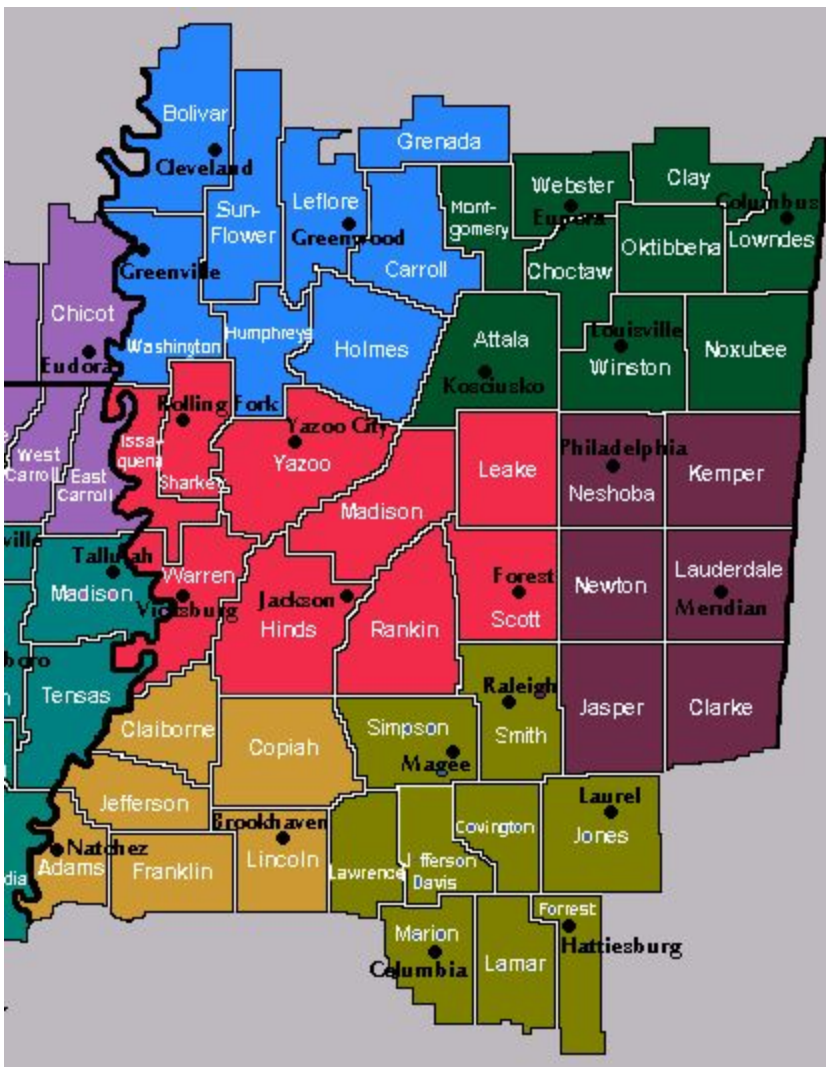 Bolivar
Cleveland
Grenada
Leflore
Greenwood
Sun-
Flower
Webster
Eupora
Clay
Columbus
Lowndes
Mont-
gomery
Oktibbeha
Choctaw
Carroll
Greenville
Chicot
Eudora
Washington
Humphreys
Holmes
Attala
Kosciusko
Louisville
Winston
Noxubee
Rolling Fork
Issa-
quena
Sharkey
Yazoo City
Yazoo
West
Carroll
East
Carroll
Leake
Philadelphia
Neshoba
Kemper
Madison
ville
Tallulah
Madison
Warren
Vicksburg
Jackson
Hinds
Rankin
Forest
Scott
Newton
Lauderdale
Meridian
boro
Tensas
Claiborne
Copiah
Simpson
Magee
Raleigh
Smith
Jasper
Clarke
Jefferson
Brookhaven
Lincoln
Natchez
Adams
Franklin
Lawrence
Jefferson
Davis
Covington
Laurel
Jones
dia
Marion
Columbia
Lamar
Forrest
Hattiesburg